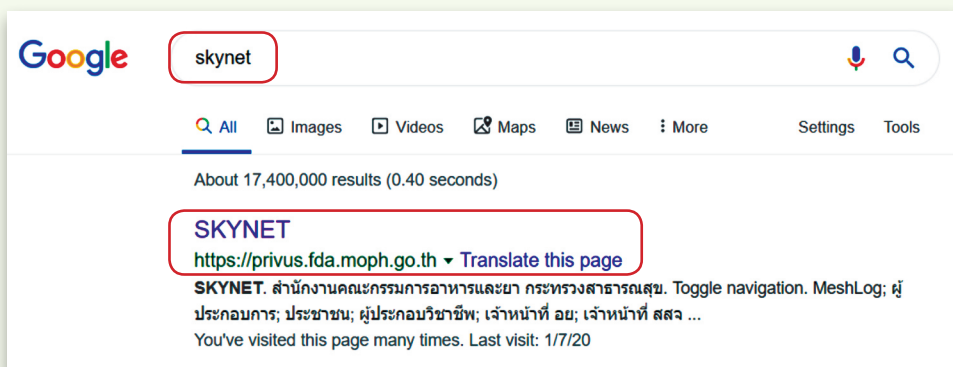 Google
skynet
All Images Videos Maps News More Settings Tools
About 17,400,000 results (0.40 seconds)
SKYNET
https://privus.fda.moph.go.th Translate this page
SKYNET. สำนักงานคณะกรรมการอาหารและยา กระทรวงสาธารณสุข. Toggle navigation. MeshLog; ผู้
ประกอบการ; ประชาชน; ผู้ประกอบวิชาชีพ; เจ้าหน้าที่ อย; เจ้าหน้าที่ สสจ ...
You've visited this page many times. Last visit: 1/7/20